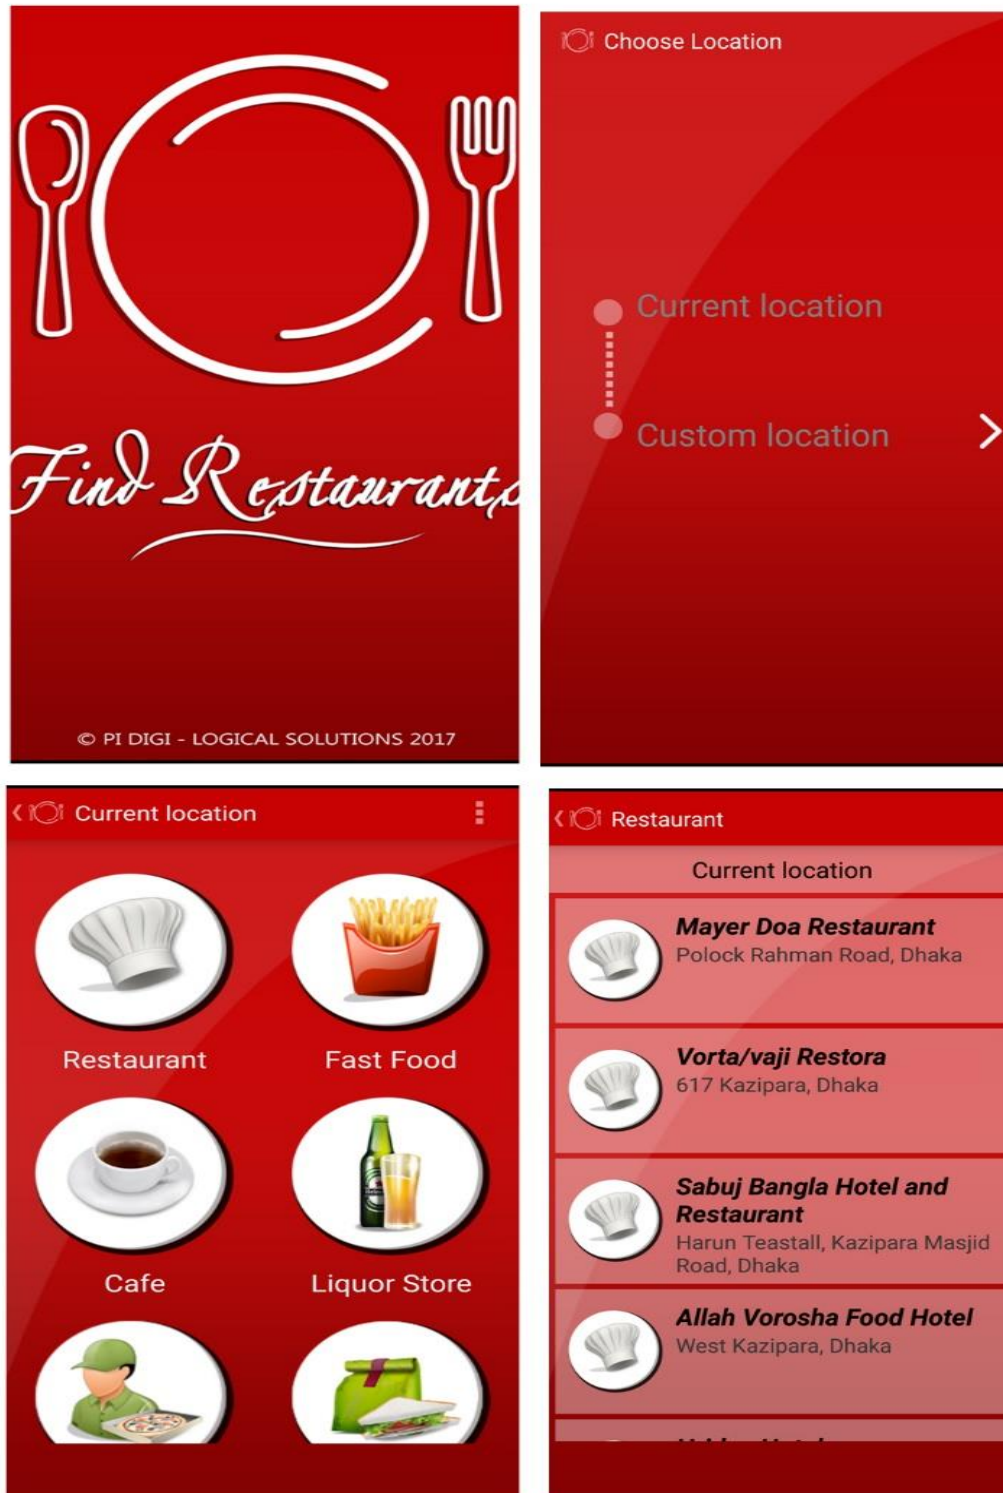 Find Restaurants
© PI DIGI - LOGICAL SOLUTIONS 2017
Choose Location
Current location
Custom location
Current location
Restaurant
Fast Food
Cafe
Liquor Store
Restaurant
Current location
Mayer Doa Restaurant
Polock Rahman Road, Dhaka
Vorta/vaji Restora
617 Kazipara, Dhaka
Sabuj Bangla Hotel and
Restaurant
Harun Teastall, Kazipara Masjid
Road, Dhaka
Allah Vorosha Food Hotel
West Kazipara, Dhaka